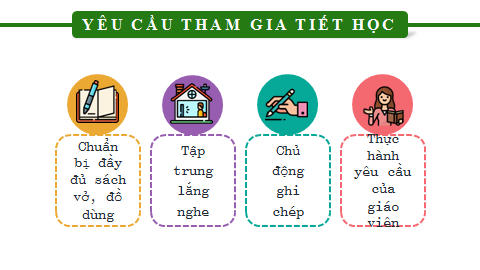 YÊU CẦU THAM GIA TIẾT HỌC
Chuẩn
bị đầy
đủ sách
vở, đồ
dùng
Tập
trung
lắng
nghe
Chủ
động
ghi
chép
Thực
hành
yêu cầu
của
giáo
viên